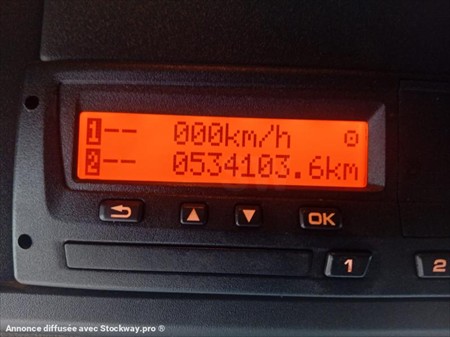 1-- 000km/h
2-- 0534103.6km
OK
1
2
Annonce diffusée avec Stockway.pro ®